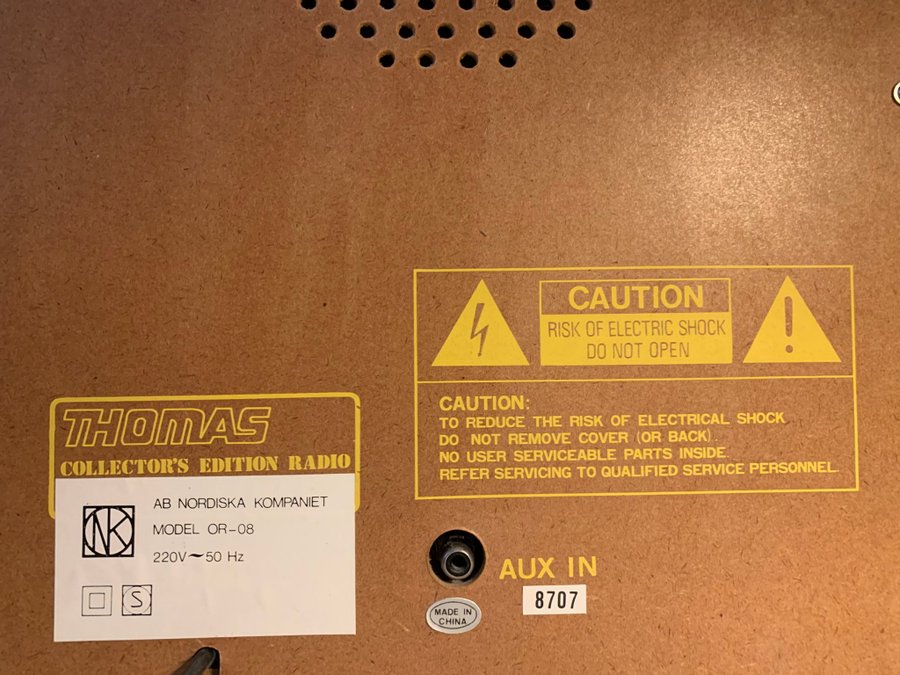 CAUTION
RISK OF ELECTRIC SHOCK
DO NOT OPEN
CAUTION:
TO REDUCE THE RISK OF ELECTRICAL SHOCK
DO NOT REMOVE COVER (OR BACK).
NO USER SERVICEABLE PARTS INSIDE.
REFER SERVICING TO QUALIFIED SERVICE PERSONNEL.
THOMAS
COLLECTOR'S EDITION RADIO
NK
AB NORDISKA KOMPANIET
MODEL OR-08
220V~50 Hz
S
AUX IN
8707
MADE IN
CHINA